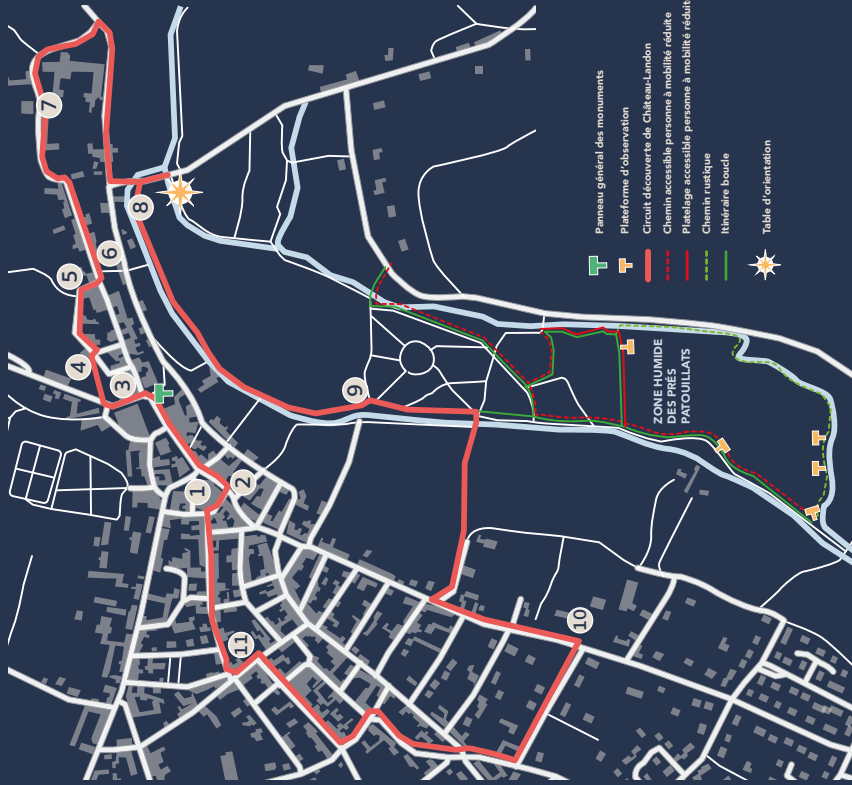 7
8
6
5
4
3
9
1
2
10
11
ZONE HUMIDE
DES PRÉS
PATOUILLATS
Panneau général des monuments
Plateforme d'observation
Circuit découverte de Château-Landon
Chemin accessible personne à mobilité réduite
Platelage accessible personne à mobilité réduite
Chemin rustique
Itinéraire boucle
Table d'orientation